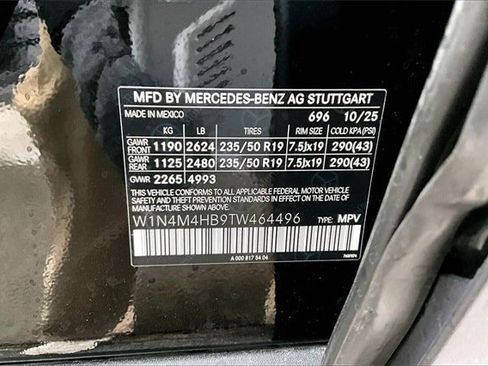 MFD BY MERCEDES-BENZ AG STUTTGART
MADE IN MEXICO 696 10/25
KG LB TIRES RIM SIZE COLD KPA(PSI)
GAWR FRONT 1190 2624 235/50 R19 7.5Jx19 290(43)
GAWR REAR 1125 2480 235/50 R19 7.5Jx19 290(43)
GVWR 2265 4993
THIS VEHICLE CONFORMS TO ALL APPLICABLE FEDERAL MOTOR VEHICLE
SAFETY BUMPER AND THEFT PREVENTION STANDARDS IN
EFFECT ON THE DATE OF MANUFACTURE SHOWN ABOVE.
W1N4M4HB9TW464496 TYPE: MPV
A 000 817 54 04